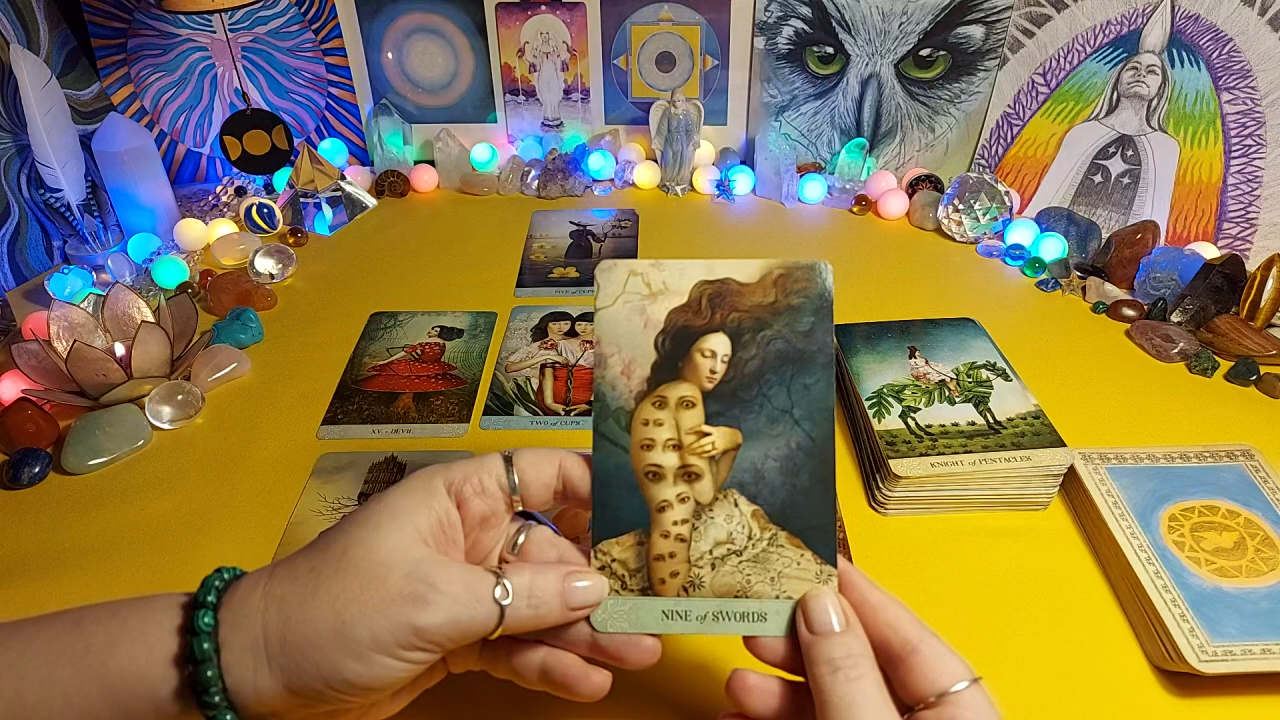 FIVE of CUPS
XV • DEVIL
TWO of CUPS
KNIGHT of PENTACLES
NINE of SWORDS